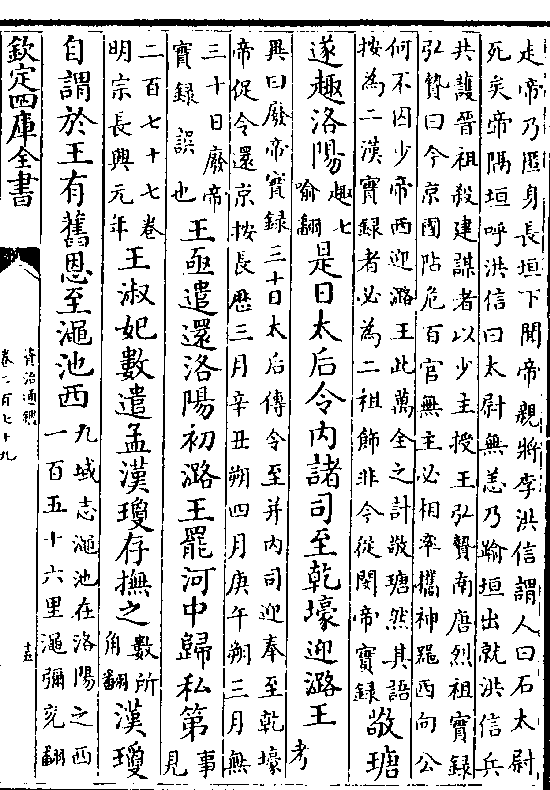 走帝乃匿身長垣下聞帝親將李洪信謂人曰石太尉
死矣帝隔垣呼洪信曰太尉無恙乃踰垣出就洪信兵
共護晉祖殺建謀者以少主授王弘贄南唐烈祖實錄
弘贄曰今京國阽危百官無主必相率攜神器西向公
何不因少帝西迎潞王此萬全之計敬瑭然其語
按為二漢實録者必為二祖飾非今從閔帝實録敬瑭
遂趣洛陽趣七喻翻是日太后令内諸司至乾壕迎潞王考
異曰廢帝實録三十日太后傳令至并内司迎奉至乾壕
帝促令還京按長歷三月辛丑朔四月庚午朔三月無
三十日廢帝實録誤也王亟遣還洛陽初潞王罷河中歸私第事見
二百七十七卷明宗長興元年王淑妃數遣孟漢瓊存撫之數所角翻漢瓊
自謂於王有舊恩至澠池西九域志澠池在洛陽之西一百五十六里澠彌兖翻
欽定四庫全書
資治通鑑
卷二百七十九